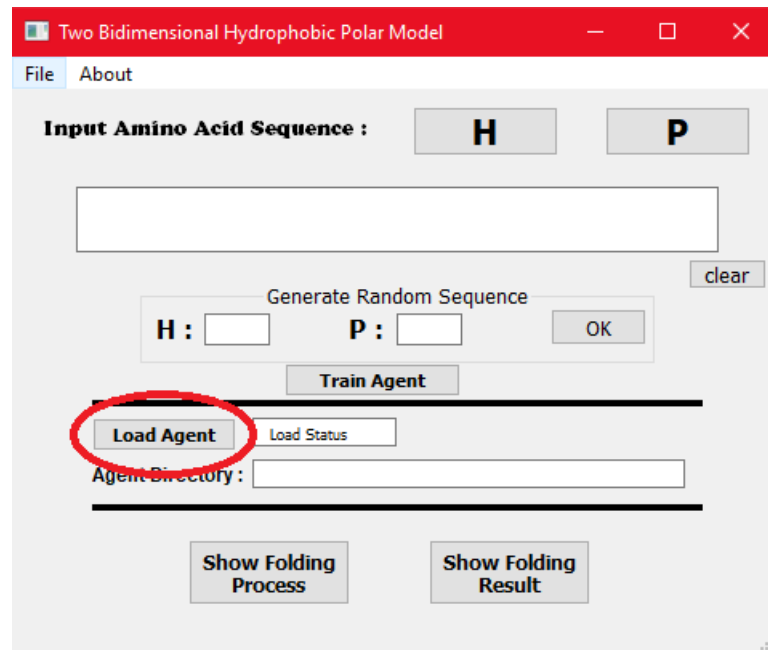 Two Bidimensional Hydrophobic Polar Model
File About
Input Amino Acid Sequence : H P
clear
Generate Random Sequence
H : P : OK
Train Agent
Load Agent Load Status
Agent Directory :
Show Folding Process
Show Folding Result